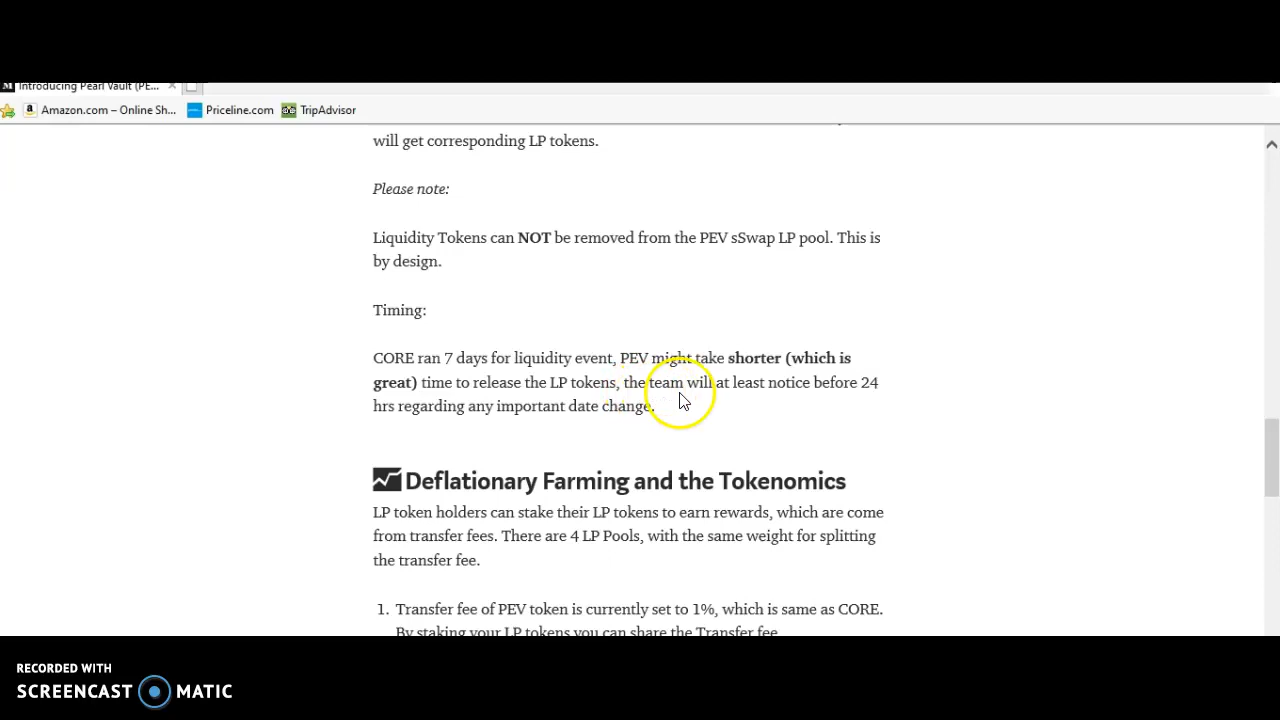 Introducing Pearl Vault (PE...
Amazon.com – Online Sh... Priceline.com TripAdvisor
will get corresponding LP tokens.
Please note:
Liquidity Tokens can NOT be removed from the PEV sSwap LP pool. This is
by design.
Timing:
CORE ran 7 days for liquidity event, PEV might take shorter (which is
great) time to release the LP tokens, the team will at least notice before 24
hrs regarding any important date change.
Deflationary Farming and the Tokenomics
LP token holders can stake their LP tokens to earn rewards, which are come
from transfer fees. There are 4 LP Pools, with the same weight for splitting
the transfer fee.
1. Transfer fee of PEV token is currently set to 1%, which is same as CORE.
By staking your LP tokens you can share the Transfer fee
RECORDED WITH
SCREENCAST MATIC